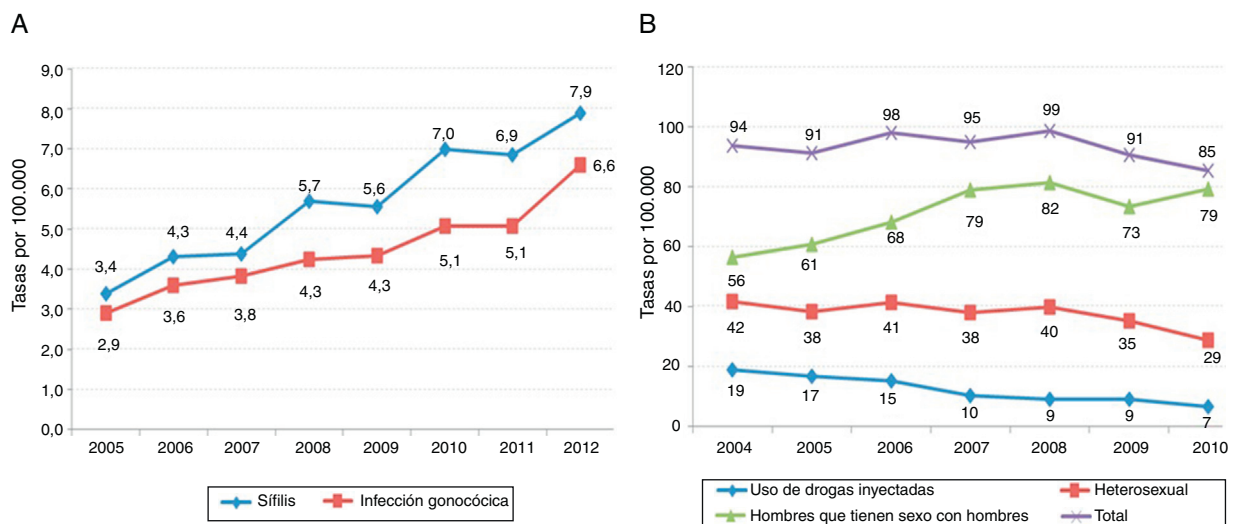 A
Tasas por 100.000
9,0
8,0
7,0
6,0
5,0
4,0
3,0
2,0
1,0
0,0
3,4
4,3
4,4
5,7
5,6
7,0
6,9
7,9
2,9
3,6
3,8
4,3
4,3
5,1
5,1
6,6
2005 2006 2007 2008 2009 2010 2011 2012
Sífilis Infección gonocócica
B
Tasas por 100.000
120
100
80
60
40
20
0
94 91 98 95 99 91 85
56 61 68 79 82 73 79
42 38 41 38 40 35 29
19 17 15 10 9 9 7
2004 2005 2006 2007 2008 2009 2010
Uso de drogas inyectadas Heterosexual
Hombres que tienen sexo con hombres Total